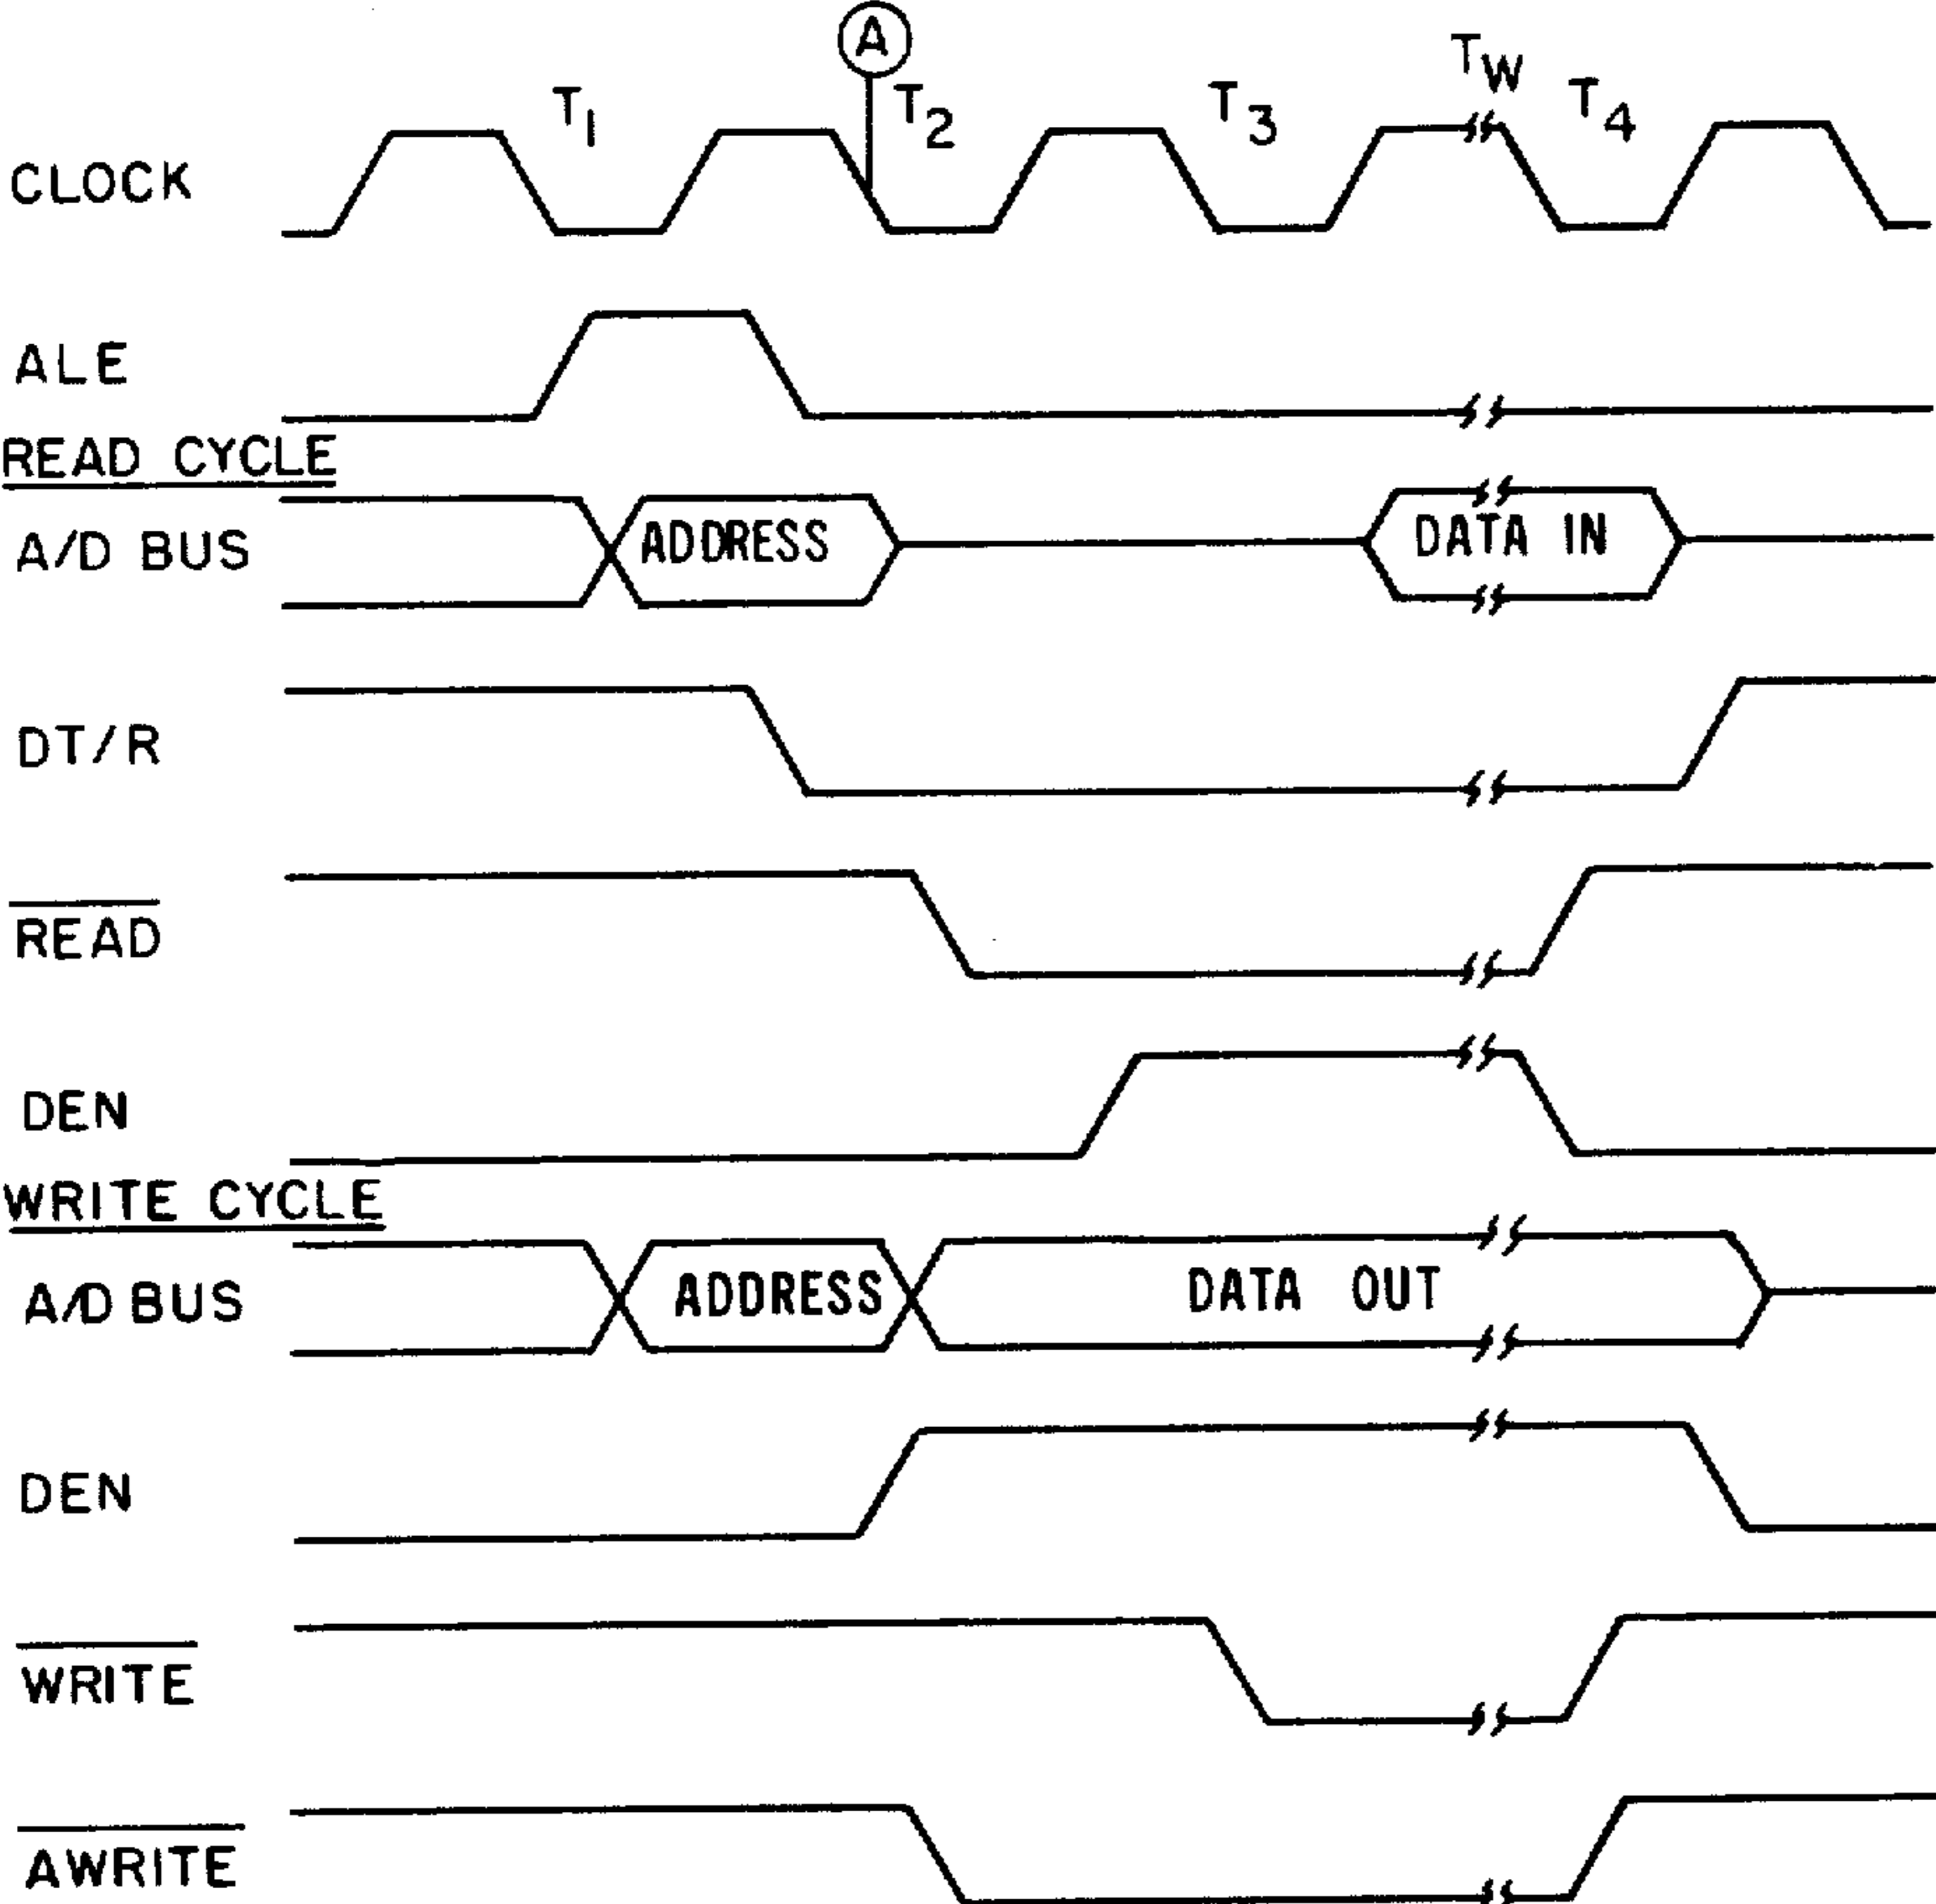 A
T1 T2 T3 TW T4
CLOCK
ALE
READ CYCLE
A/D BUS ADDRESS DATA IN
DT/R
READ
DEN
WRITE CYCLE
A/D BUS ADDRESS DATA OUT
DEN
WRITE
AWRITE